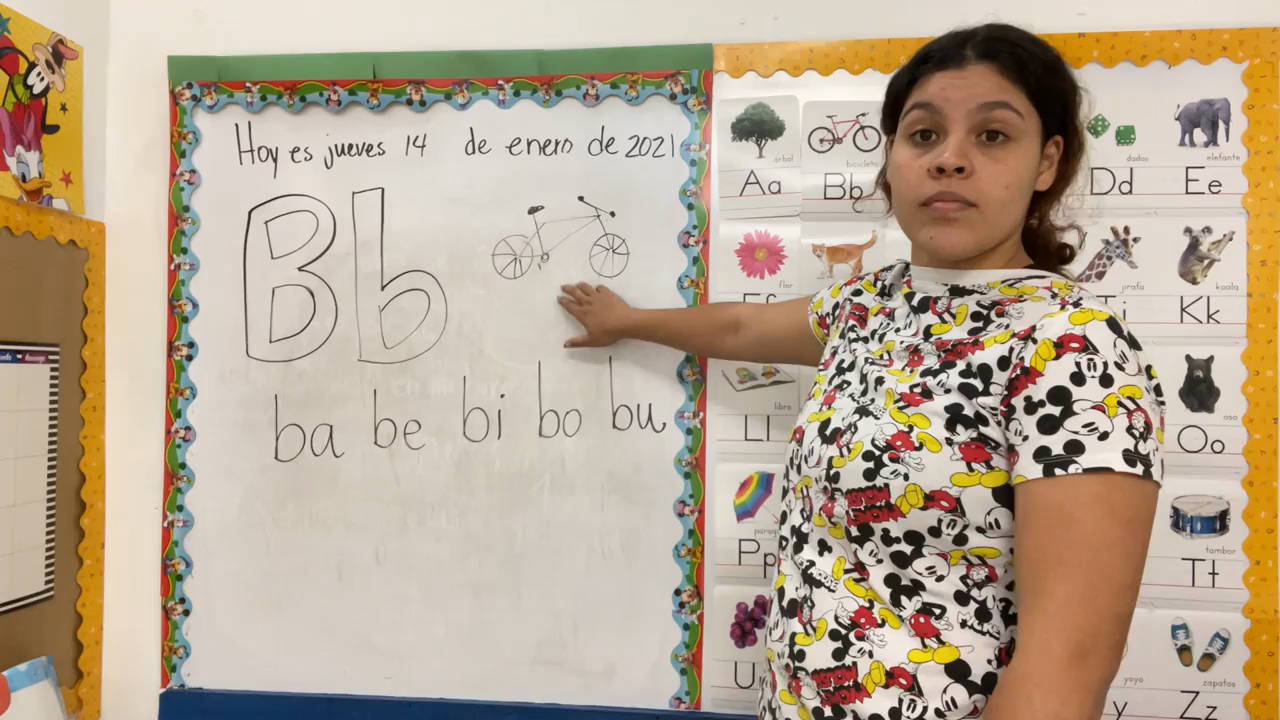 Hoy es jueves 14 de enero de 2021
Bb
ba be bi bo bu
árbol
Aa
bicicleta
Bb
dados
Dd
elefante
Ee
flor
jirafa
koala
Kk
libro
Ll
oso
Oo
Pp
tambor
Tt
U
yoyo
y
zapatos
Zz